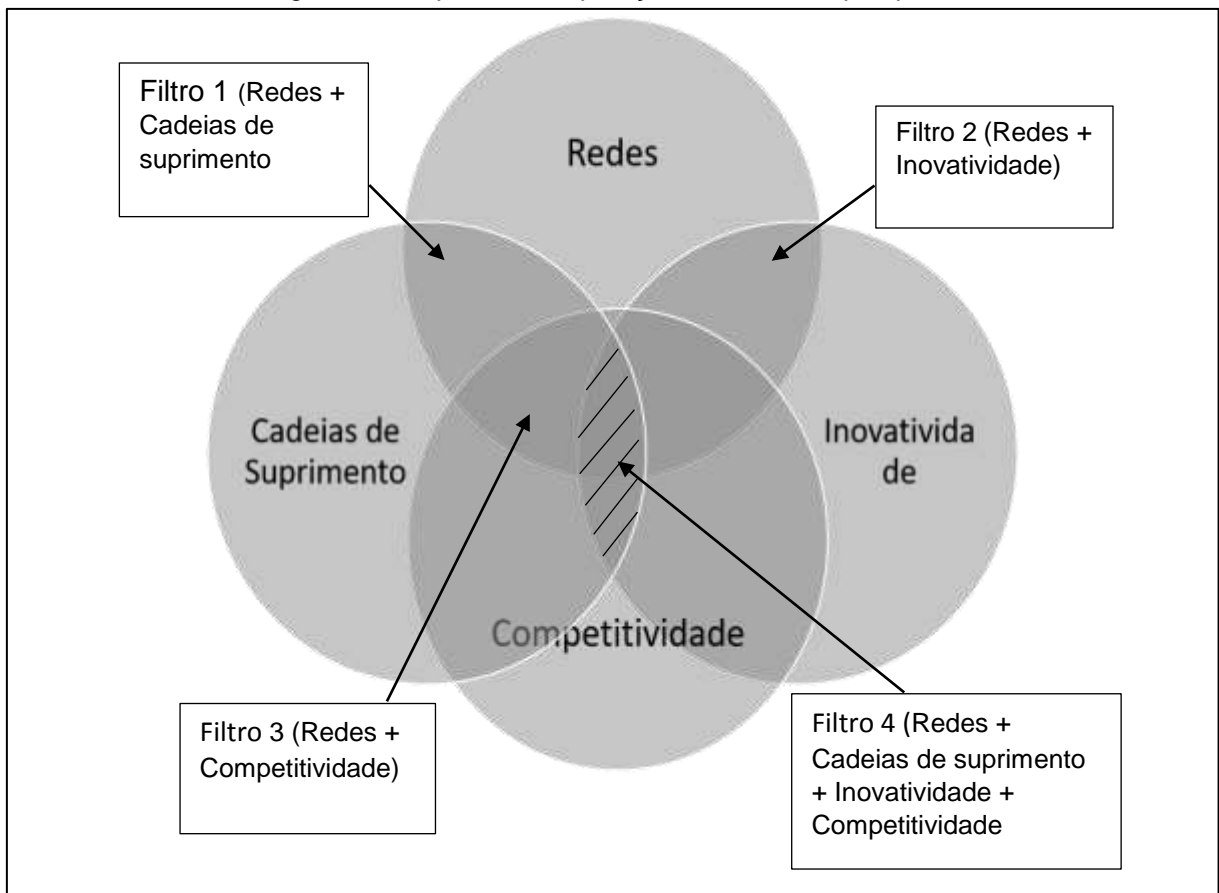 Filtro 1 (Redes +
Cadeias de
suprimento
Redes
Filtro 2 (Redes +
Inovatividade)
Cadeias de
Suprimento
Inovativida
de
Competitividade
Filtro 3 (Redes +
Competitividade)
Filtro 4 (Redes +
Cadeias de suprimento
+ Inovatividade +
Competitividade